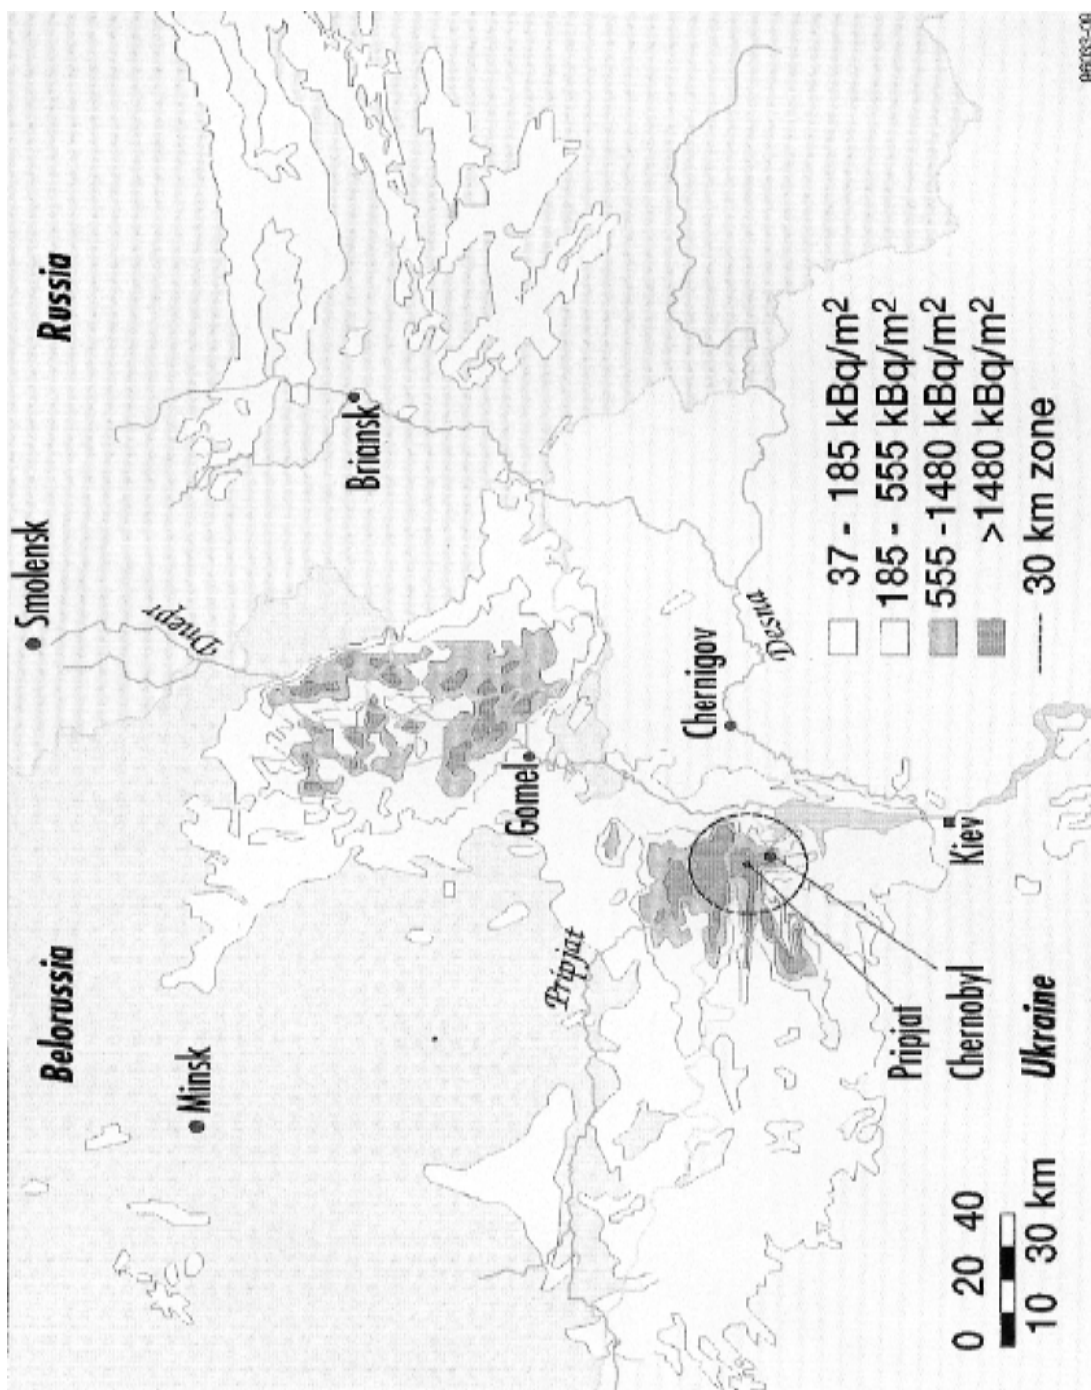 Smolensk
Belorussia
Russia
Dnepr
Minsk
Briansk
Gomel
Pripjat
Chernigov
Desna
37 - 185 kBq/m²
185 - 555 kBq/m²
555 -1480 kBq/m²
>1480 kBq/m²
30 km zone
Pripjat
Chernobyl
Kiev
Ukraine
0 20 40
10 30 km